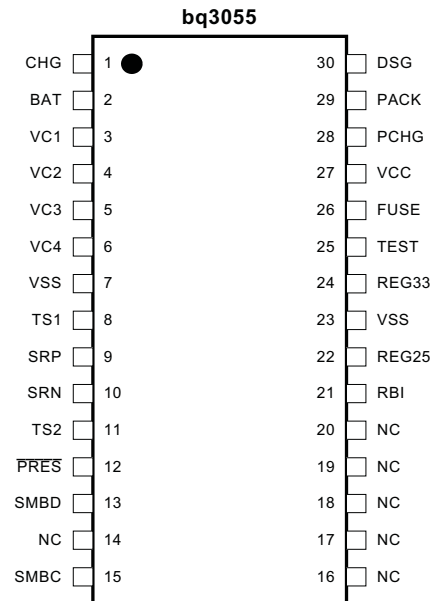 bq3055
CHG 1 30 DSG
BAT 2 29 PACK
VC1 3 28 PCHG
VC2 4 27 VCC
VC3 5 26 FUSE
VC4 6 25 TEST
VSS 7 24 REG33
TS1 8 23 VSS
SRP 9 22 REG25
SRN 10 21 RBI
TS2 11 20 NC
PRES 12 19 NC
SMBD 13 18 NC
NC 14 17 NC
SMBC 15 16 NC